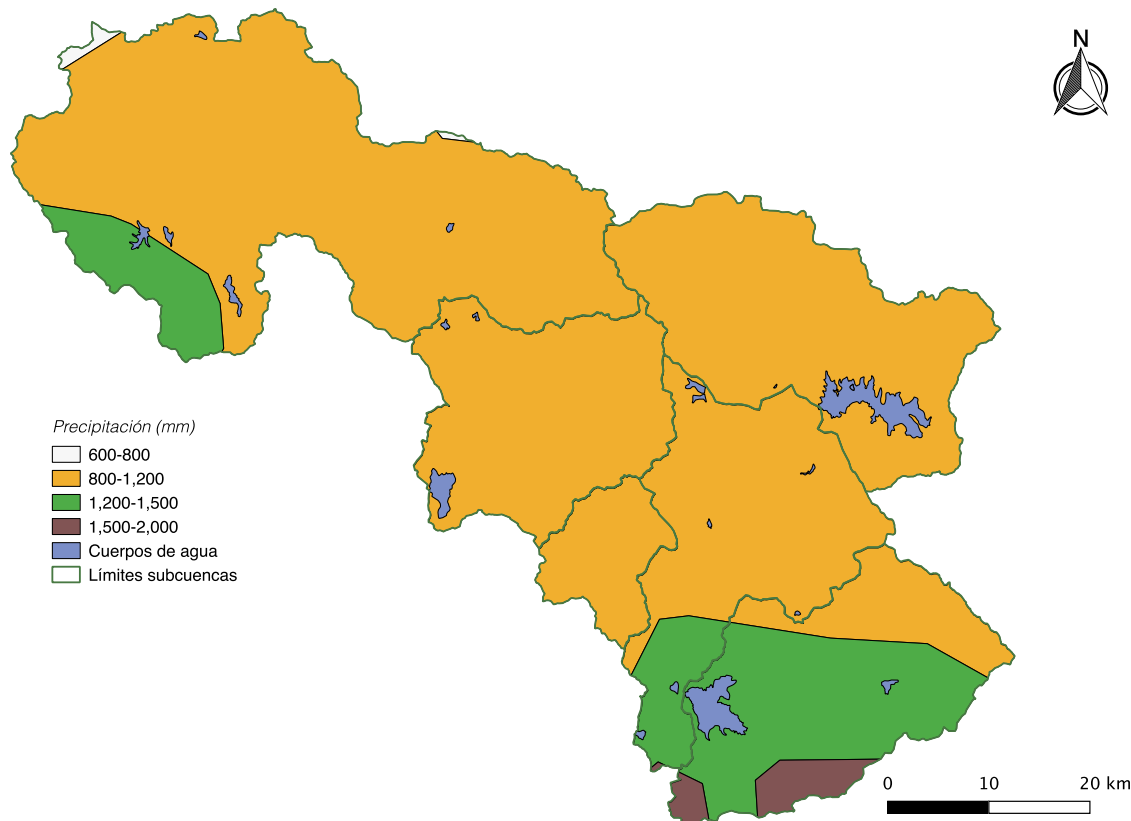 N
Precipitación (mm)
600-800
800-1,200
1,200-1,500
1,500-2,000
Cuerpos de agua
Límites subcuencas
0 10 20 km